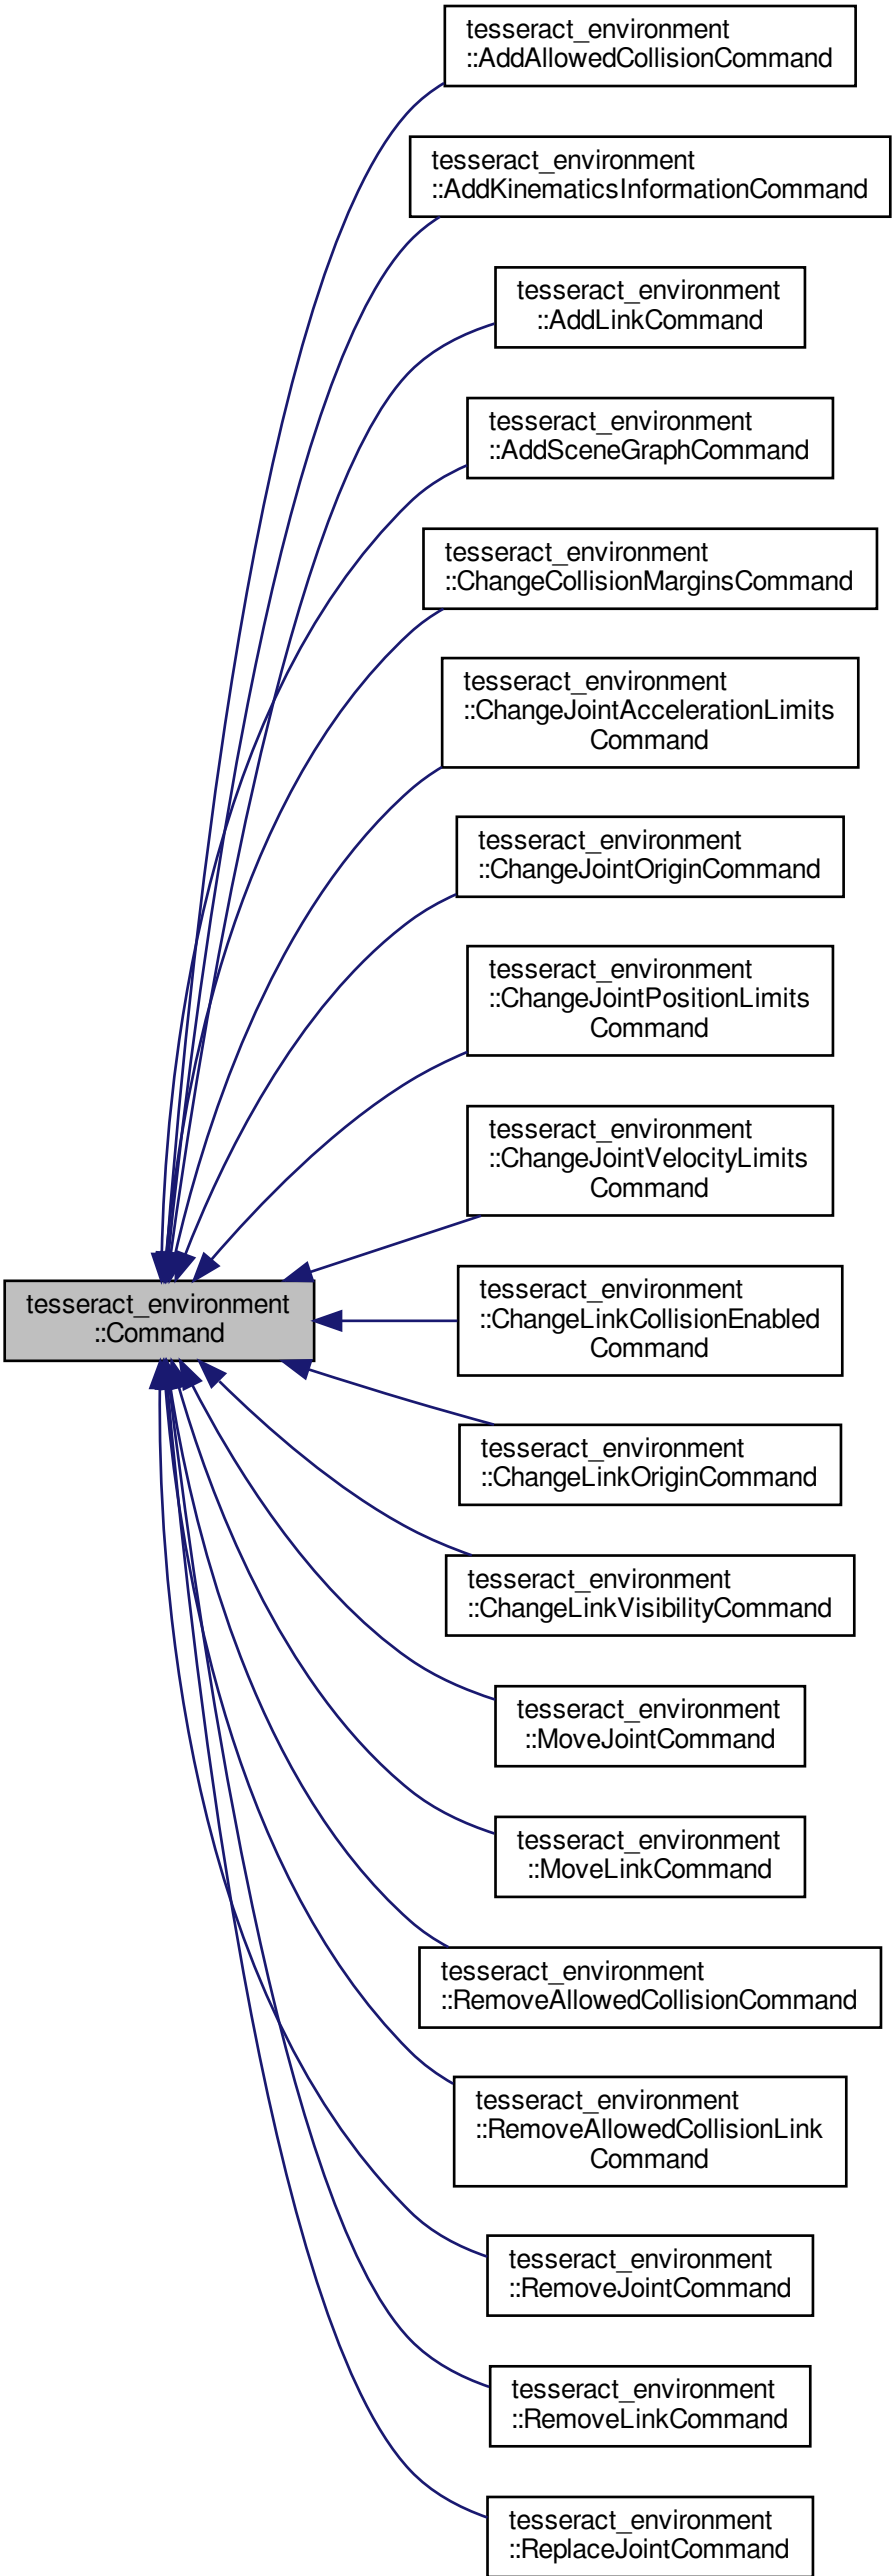 tesseract_environment
::AddAllowedCollisionCommand
tesseract_environment
::AddKinematicsInformationCommand
tesseract_environment
::AddLinkCommand
tesseract_environment
::AddSceneGraphCommand
tesseract_environment
::ChangeCollisionMarginsCommand
tesseract_environment
::ChangeJointAccelerationLimits
Command
tesseract_environment
::ChangeJointOriginCommand
tesseract_environment
::ChangeJointPositionLimits
Command
tesseract_environment
::ChangeJointVelocityLimits
Command
tesseract_environment
::Command
tesseract_environment
::ChangeLinkCollisionEnabled
Command
tesseract_environment
::ChangeLinkOriginCommand
tesseract_environment
::ChangeLinkVisibilityCommand
tesseract_environment
::MoveJointCommand
tesseract_environment
::MoveLinkCommand
tesseract_environment
::RemoveAllowedCollisionCommand
tesseract_environment
::RemoveAllowedCollisionLink
Command
tesseract_environment
::RemoveJointCommand
tesseract_environment
::RemoveLinkCommand
tesseract_environment
::ReplaceJointCommand